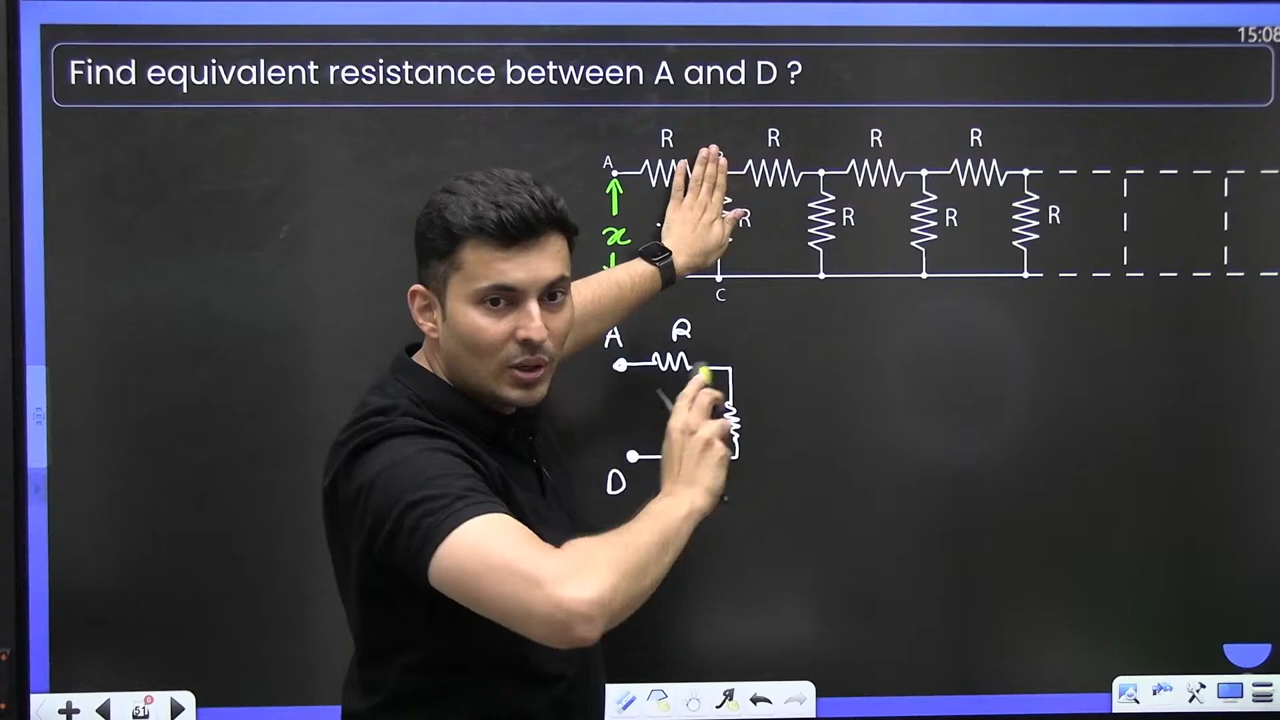 15:08
Find equivalent resistance between A and D ?
R R R R
A
R R R R
x
C
A R
D
51